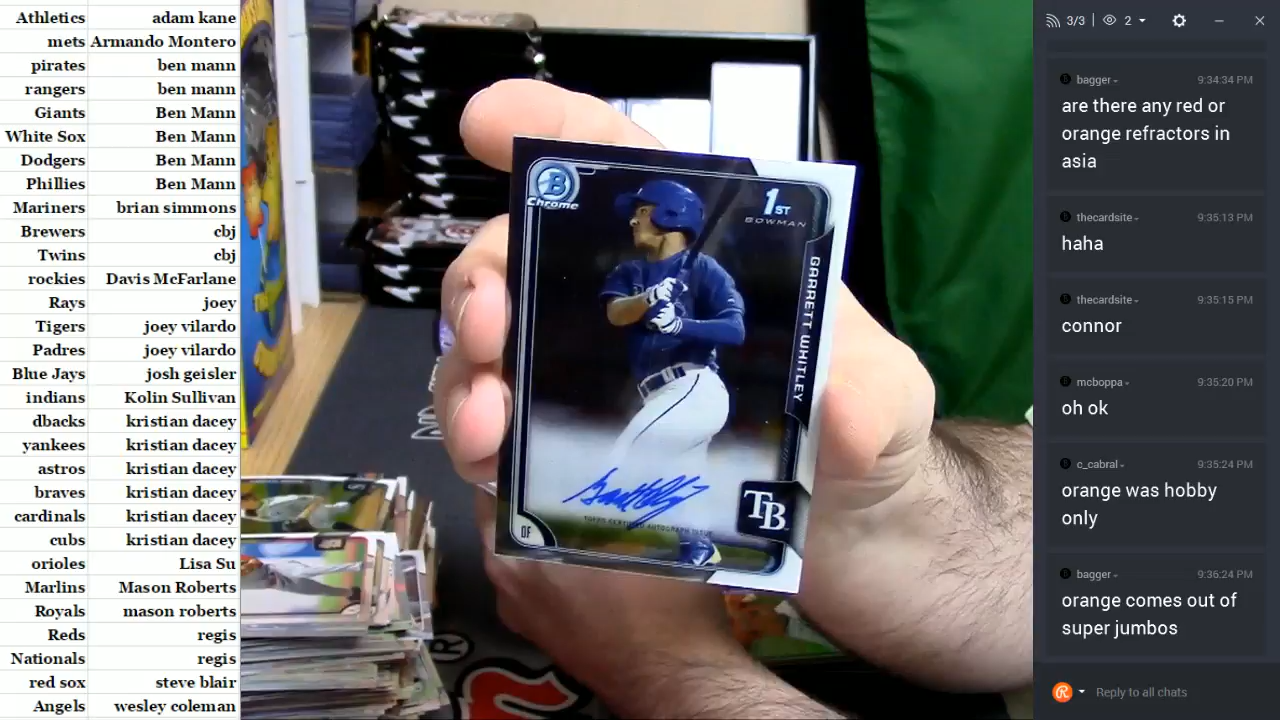 Athletics adam kane
mets Armando Montero
pirates ben mann
rangers ben mann
Giants Ben Mann
White Sox Ben Mann
Dodgers Ben Mann
Phillies Ben Mann
Mariners brian simmons
Brewers cbj
Twins cbj
rockies Davis McFarlane
Rays joey
Tigers joey vilardo
Padres joey vilardo
Blue Jays josh geisler
indians Kolin Sullivan
dbacks kristian dacey
yankees kristian dacey
astros kristian dacey
braves kristian dacey
cardinals kristian dacey
cubs kristian dacey
orioles Lisa Su
Marlins Mason Roberts
Royals mason roberts
Reds regis
Nationals regis
red sox steve blair
Angels wesley coleman
B
Chrome
1ST
BOWMAN
GARRETT WHITLEY
TOPPS CERTIFIED AUTOGRAPH ISSUE
TB
OF
3/3 2
bagger 9:34:34 PM
are there any red or
orange refractors in
asia
thecardsite 9:35:13 PM
haha
thecardsite 9:35:15 PM
connor
mcboppa 9:35:20 PM
oh ok
c_cabral 9:35:24 PM
orange was hobby
only
bagger 9:36:24 PM
orange comes out of
super jumbos
Reply to all chats